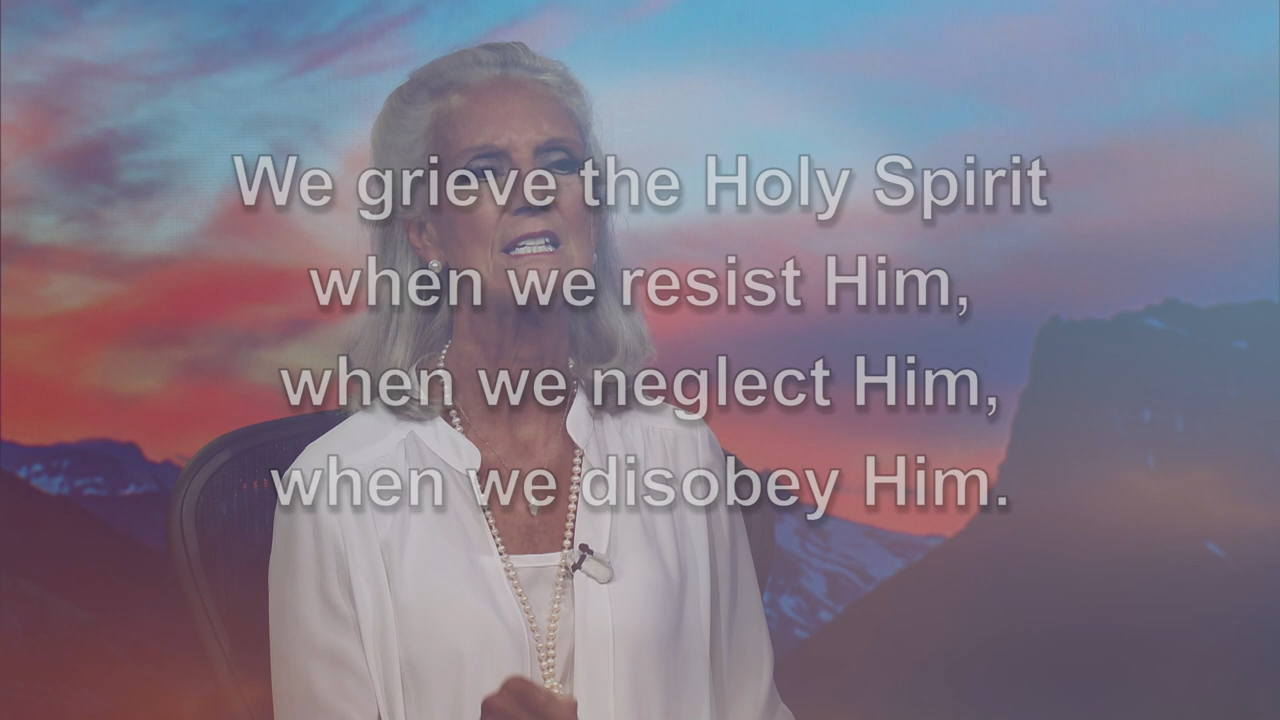 We grieve the Holy Spirit
when we resist Him,
when we neglect Him,
when we disobey Him.